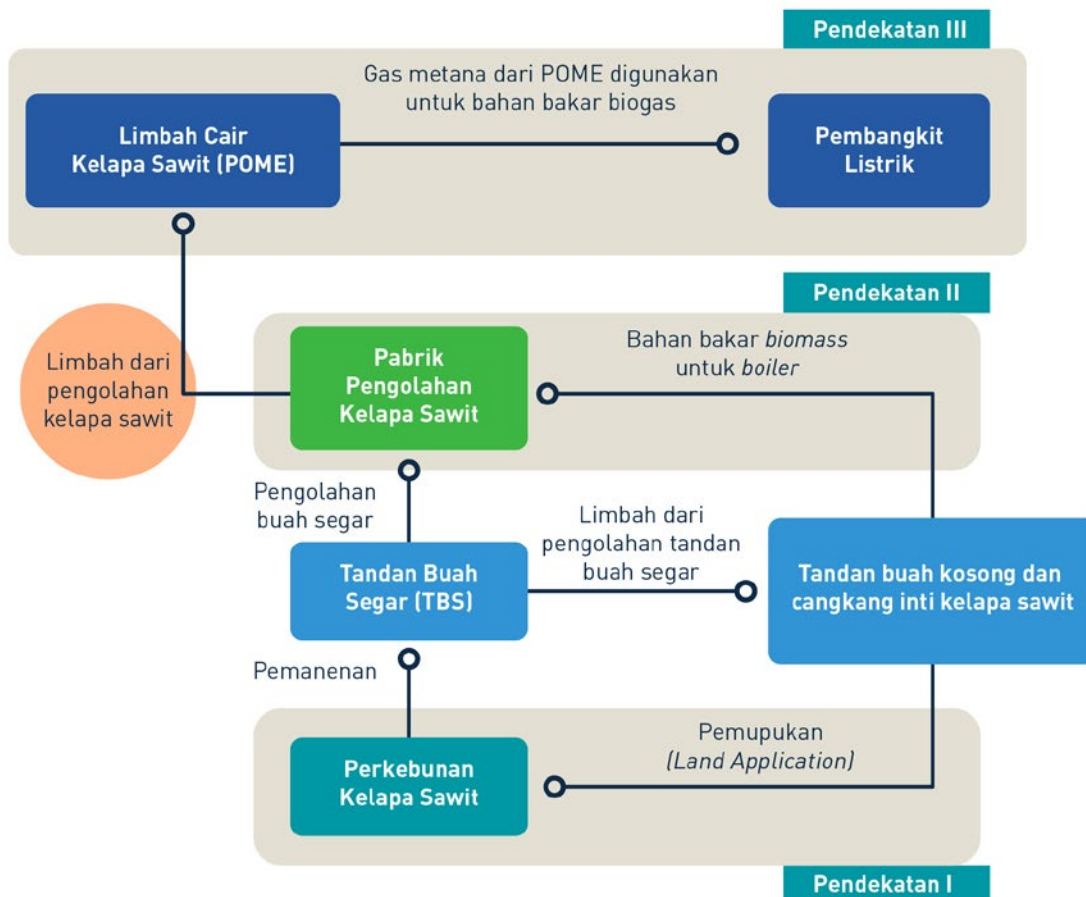 Pendekatan III
Gas metana dari POME digunakan
untuk bahan bakar biogas
Limbah Cair
Kelapa Sawit (POME)
Pembangkit
Listrik
Pendekatan II
Limbah dari
pengolahan
kelapa sawit
Pabrik
Pengolahan
Kelapa Sawit
Bahan bakar biomass
untuk boiler
Pengolahan
buah segar
Limbah dari
pengolahan tandan
buah segar
Tandan Buah
Segar (TBS)
Tandan buah kosong dan
cangkang inti kelapa sawit
Pemanenan
Pemupukan
(Land Application)
Perkebunan
Kelapa Sawit
Pendekatan I